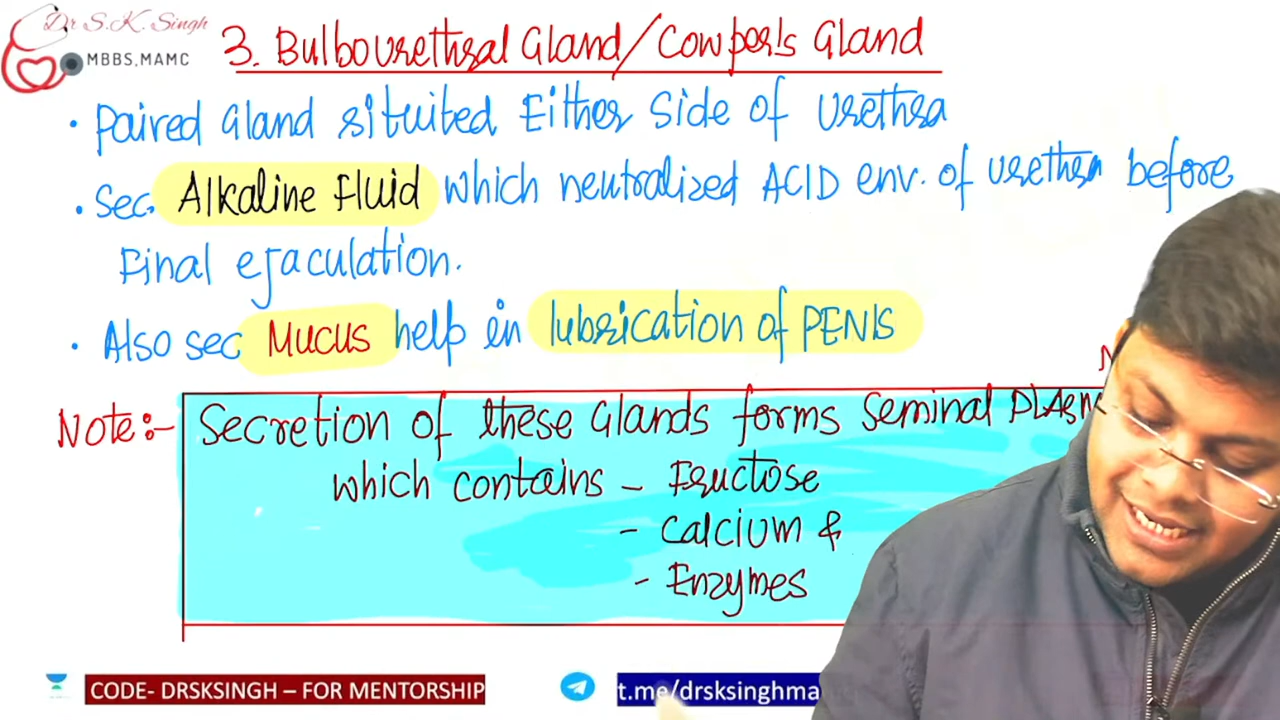 Dr S.K. Singh
MBBS,MAMC
3. Bulbourethral Gland/Cowper's Gland
• Paired Gland situited Either Side of Urethra
• Sec. Alkaline Fluid which neutralized ACID env. of urethra before
Final ejaculation.
• Also sec Mucus help in lubrication of PENIS
Note:- Secretion of these Glands forms Seminal
which contains - Fructose
- Calcium &
- Enzymes
CODE- DRSKSINGH – FOR MENTORSHIP
t.me/drsksinghma